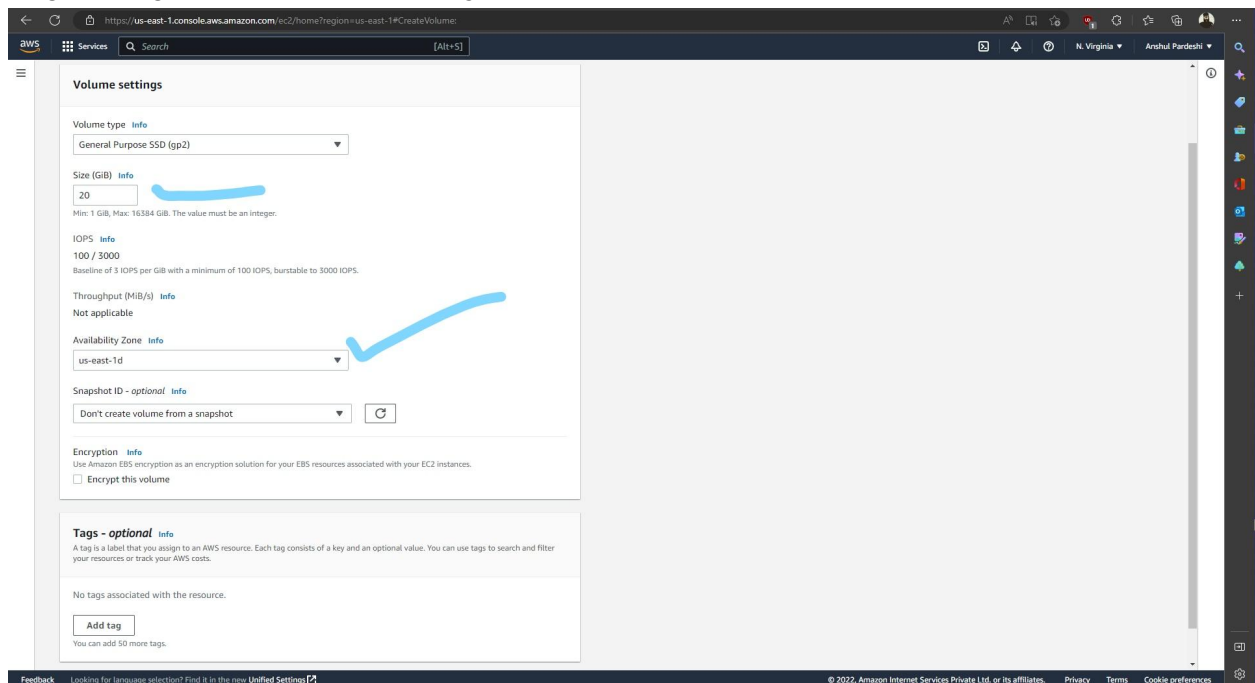 https://us-east-1.console.aws.amazon.com/ec2/home?region=us-east-1#CreateVolume:
aws Services Search [Alt+S] N. Virginia ▼ Anshul Pardeshi ▼
Volume settings
Volume type Info
General Purpose SSD (gp2)
Size (GiB) Info
20
Min: 1 GiB, Max: 16384 GiB. The value must be an integer.
IOPS Info
100 / 3000
Baseline of 3 IOPS per GiB with a minimum of 100 IOPS, burstable to 3000 IOPS.
Throughput (MiB/s) Info
Not applicable
Availability Zone Info
us-east-1d
Snapshot ID - optional Info
Don't create volume from a snapshot
Encryption Info
Use Amazon EBS encryption as an encryption solution for your EBS resources associated with your EC2 instances.
Encrypt this volume
Tags - optional Info
A tag is a label that you assign to an AWS resource. Each tag consists of a key and an optional value. You can use tags to search and filter
your resources or track your AWS costs.
No tags associated with the resource.
Add tag
You can add 50 more tags.
Feedback Looking for language selection? Find it in the new Unified Settings © 2022, Amazon Internet Services Private Ltd. or its affiliates. Privacy Terms Cookie preferences